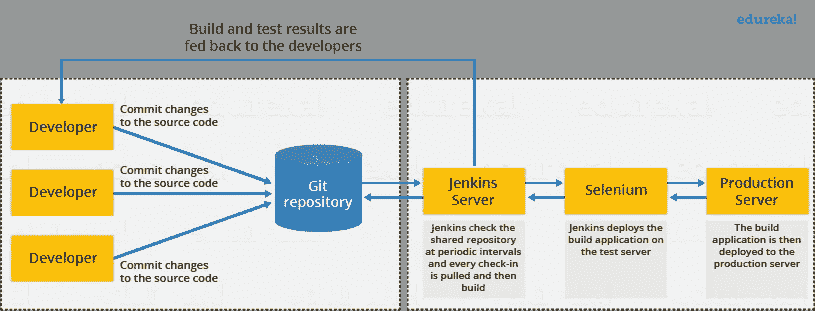 edureka!
Build and test results are
fed back to the developers
Developer
Commit changes
to the source code
Developer
Commit changes
to the source code
Developer
Commit changes
to the source code
Git
repository
Jenkins
Server
Selenium
Production
Server
Jenkins check the
shared repository
at periodic intervals
and every check-in
is pulled and then
build
Jenkins deploys the
build application on
the test server
The build
application is then
deployed to the
production server